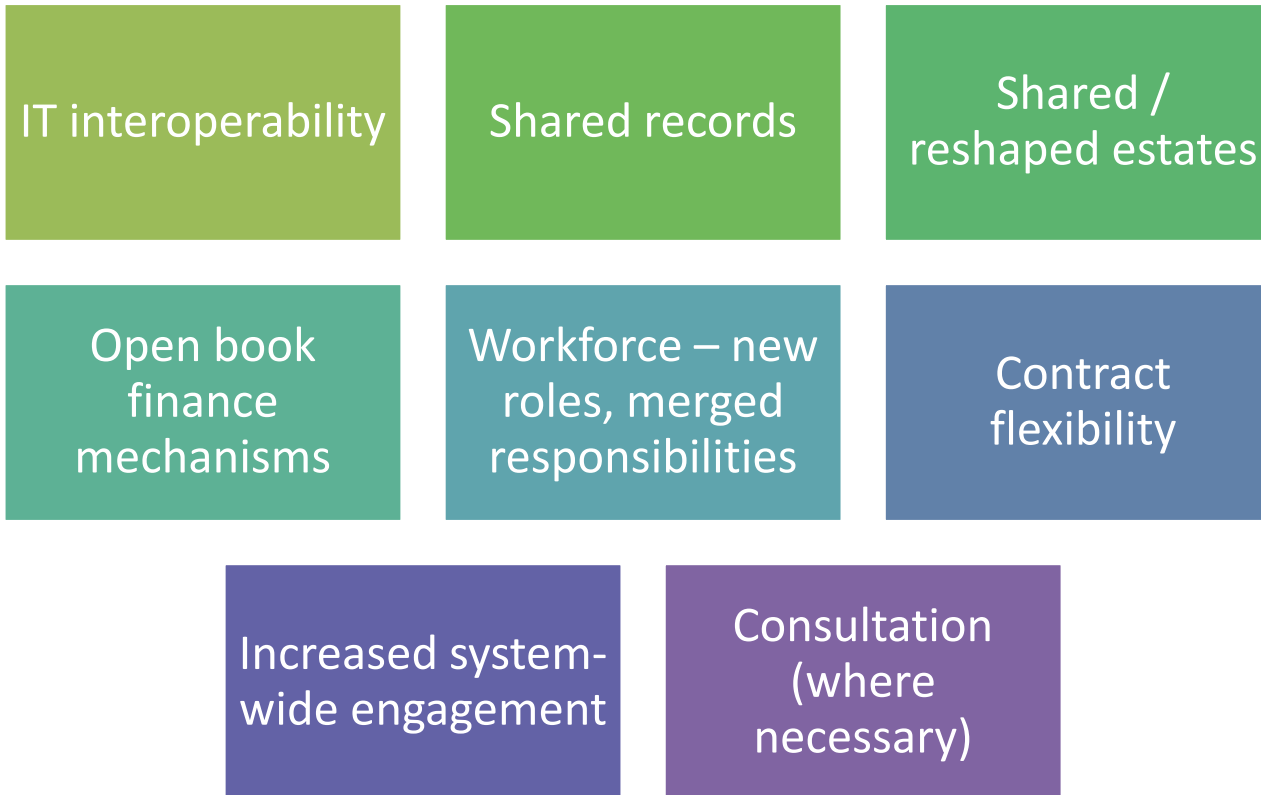 IT interoperability
Shared records
Shared /
reshaped estates
Open book
finance
mechanisms
Workforce – new
roles, merged
responsibilities
Contract
flexibility
Increased system-
wide engagement
Consultation
(where
necessary)